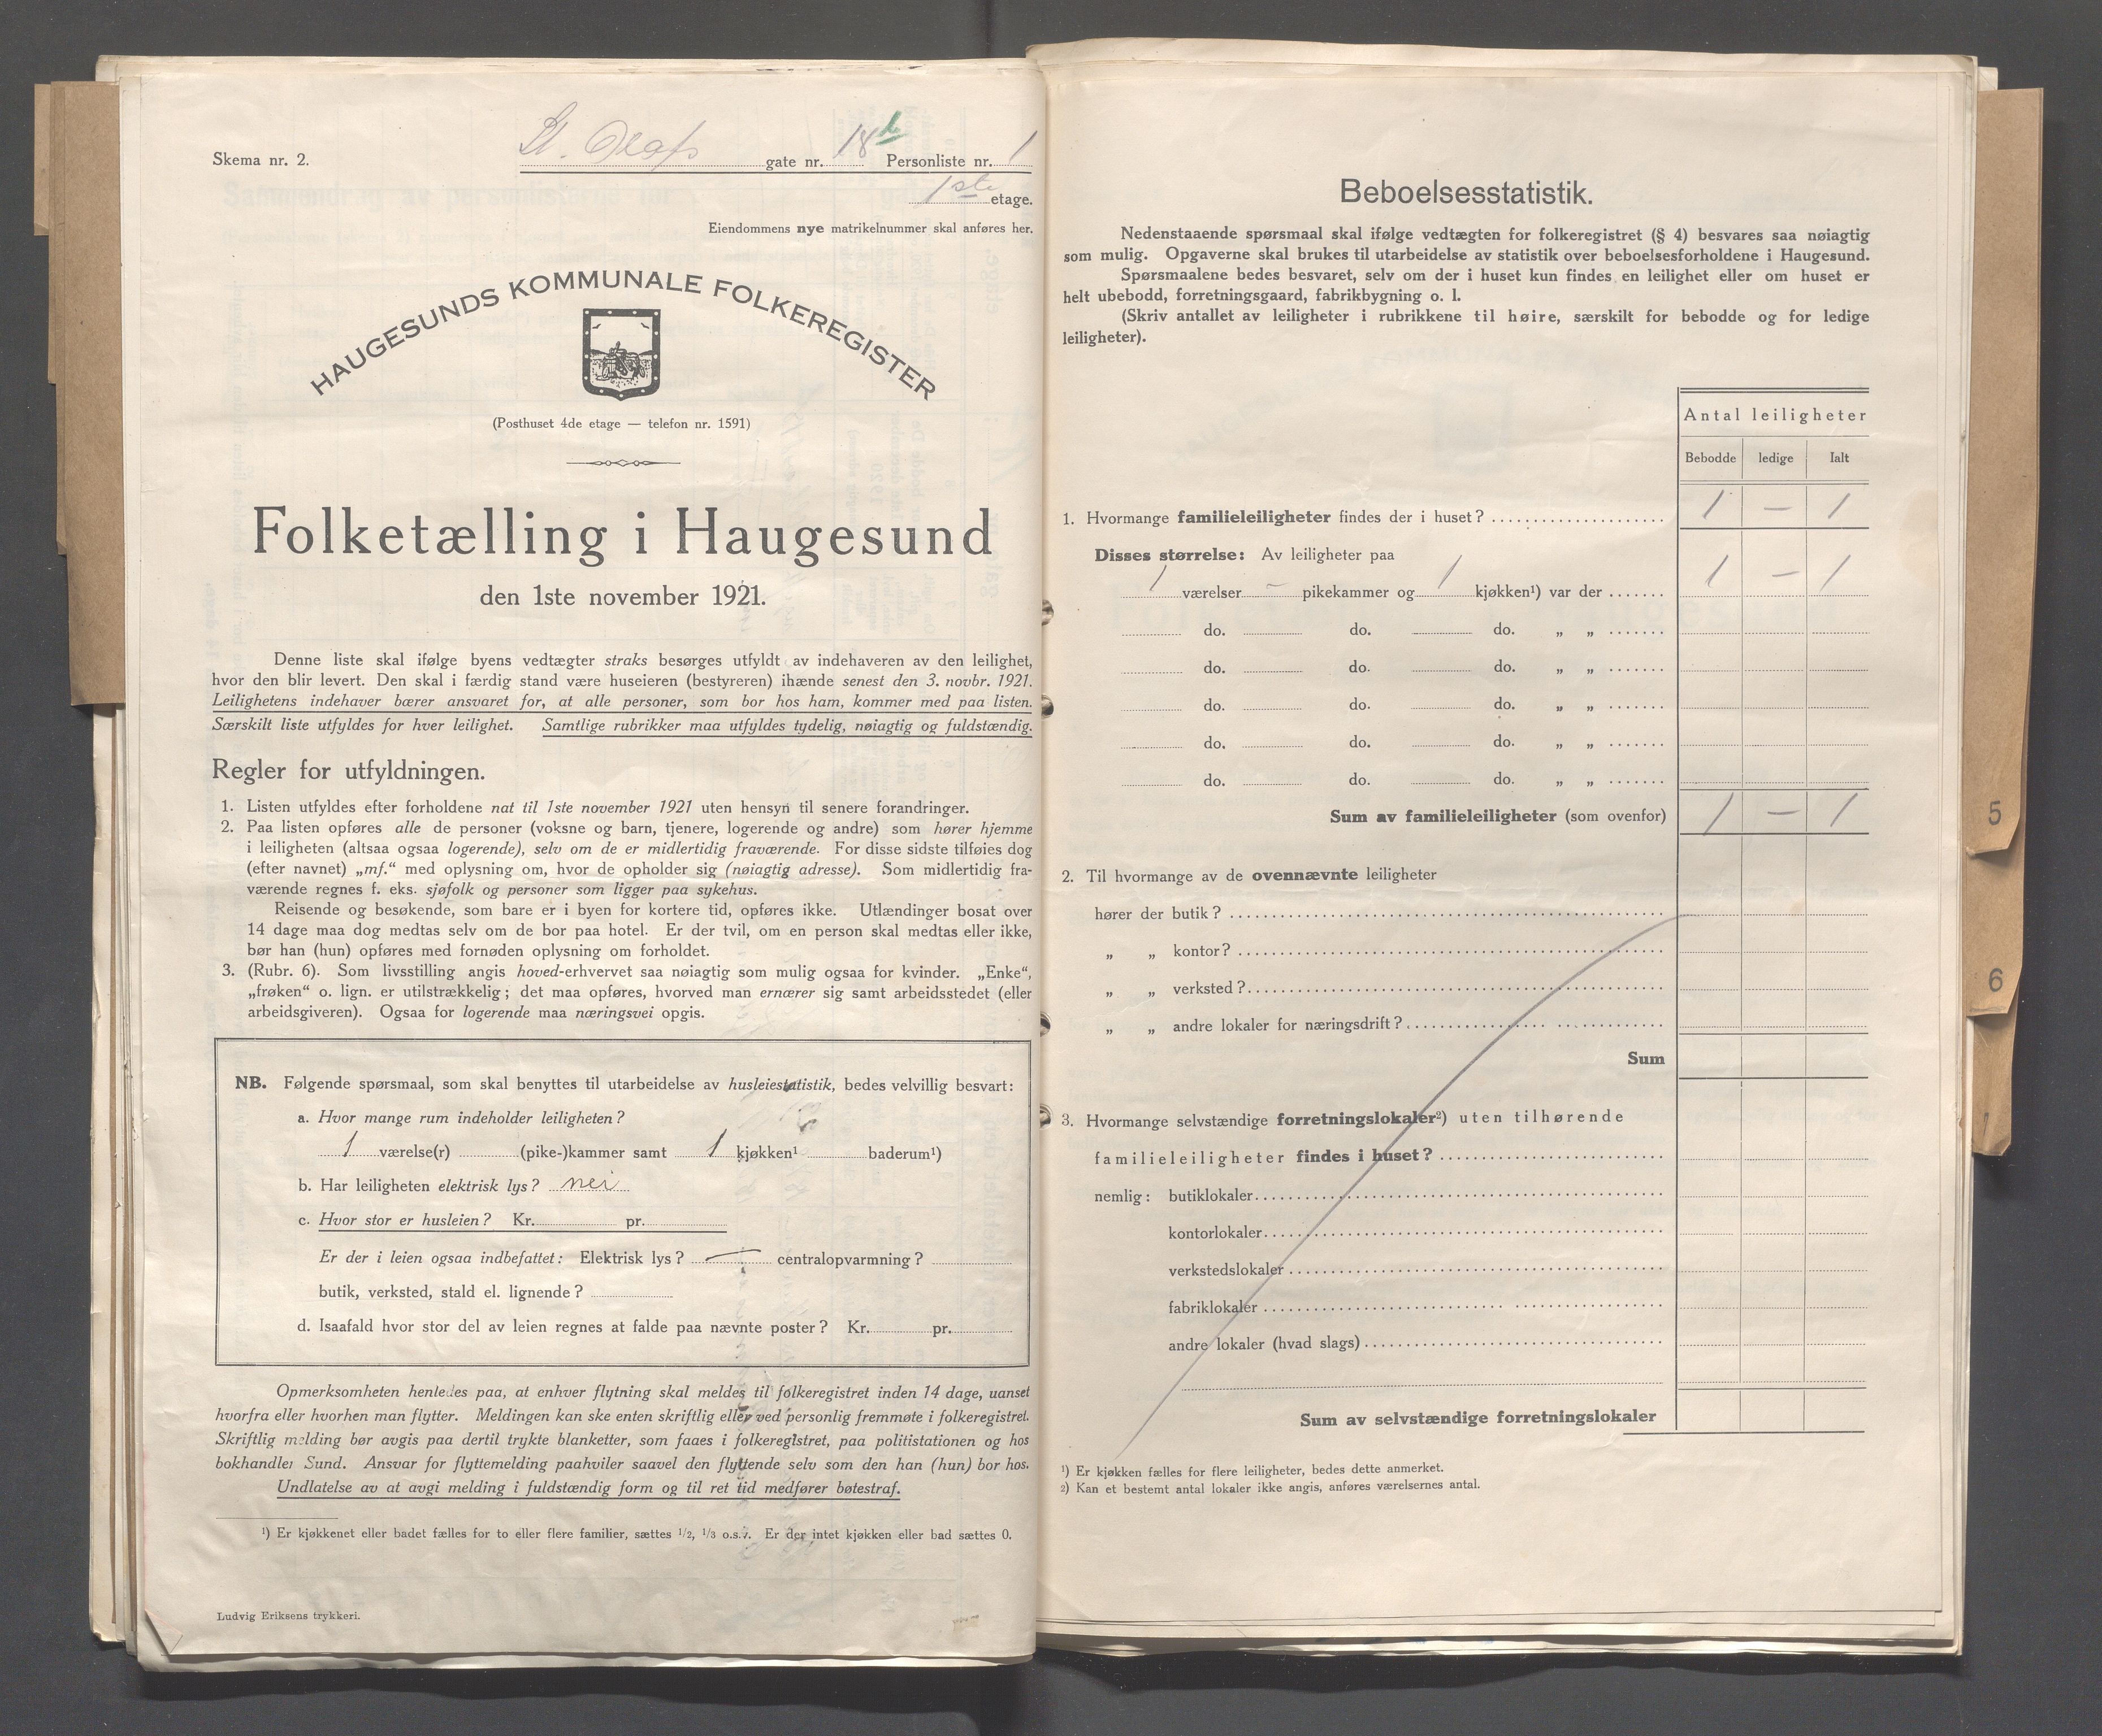 Skema nr. 2.
St. Olafs gate nr. 18b Personliste nr. 1
1ste etage.
Eiendommens nye matrikelnummer skal anføres her.
HAUGESUNDS KOMMUNALE FOLKEREGISTER
(Posthuset 4de etage — telefon nr. 1591)
Folketælling i Haugesund
den 1ste november 1921.
Denne liste skal ifølge byens vedtægter straks besørges utfyldt av indehaveren av den leilighet,
hvor den blir levert. Den skal i færdig stand være huseieren (bestyreren) ihænde senest den 3. novbr. 1921.
Leilighetens indehaver bærer ansvaret for, at alle personer, som bor hos ham, kommer med paa listen.
Særskilt liste utfyldes for hver leilighet. Samtlige rubrikker maa utfyldes tydelig, nøiagtig og fuldstændig.
Regler for utfyldningen.
1. Listen utfyldes efter forholdene nat til 1ste november 1921 uten hensyn til senere forandringer.
2. Paa listen opføres alle de personer (voksne og barn, tjenere, logerende og andre) som hører hjemme
i leiligheten (altsaa ogsaa logerende), selv om de er midlertidig fraværende. For disse sidste tilføies dog
(efter navnet) „mf.“ med oplysning om, hvor de opholder sig (nøiagtig adresse). Som midlertidig fra-
værende regnes f. eks. sjøfolk og personer som ligger paa sykehus.
Reisende og besøkende, som bare er i byen for kortere tid, opføres ikke. Utlændinger bosat over
14 dage maa dog medtas selv om de bor paa hotel. Er der tvil, om en person skal medtas eller ikke,
bør han (hun) opføres med fornøden oplysning om forholdet.
3. (Rubr. 6). Som livsstilling angis hoved-erhvervet saa nøiagtig som mulig ogsaa for kvinder. „Enke“,
„frøken“ o. lign. er utilstrækkelig; det maa opføres, hvorved man ernærer sig samt arbeidsstedet (eller
arbeidsgiveren). Ogsaa for logerende maa næringsvei opgis.
NB. Følgende spørsmaal, som skal benyttes til utarbeidelse av husleiestatistik, bedes velvillig besvart:
a. Hvor mange rum indeholder leiligheten?
1 værelse(r) (pike-)kammer samt 1 kjøkken¹ baderum¹)
b. Har leiligheten elektrisk lys? nei
c. Hvor stor er husleien? Kr. pr.
Er der i leien ogsaa indbefattet: Elektrisk lys? — centralopvarmning?
butik, verksted, stald el. lignende?
d. Isaafald hvor stor del av leien regnes at falde paa nævnte poster? Kr. pr.
Opmerksomheten henledes paa, at enhver flytning skal meldes til folkeregistret inden 14 dage, uanset
hvorfra eller hvorhen man flytter. Meldingen kan ske enten skriftlig eller ved personlig fremmøte i folkeregistret.
Skriftlig melding bør avgis paa dertil trykte blanketter, som faaes i folkeregistret, paa politistationen og hos
bokhandler Sund. Ansvar for flyttemelding paahviler saavel den flyttende selv som den han (hun) bor hos.
Undlatelse av at avgi melding i fuldstændig form og til ret tid medfører bøtestraf.
¹) Er kjøkkenet eller badet fælles for to eller flere familier, sættes ¹/2, ¹/3 o.s.v. Er der intet kjøkken eller bad sættes 0.
Ludvig Eriksens trykkeri.
Beboelsesstatistik.
Nedenstaaende spørsmaal skal ifølge vedtægten for folkeregistret (§ 4) besvares saa nøiagtig
som mulig. Opgaverne skal brukes til utarbeidelse av statistik over beboelsesforholdene i Haugesund.
Spørsmaalene bedes besvaret, selv om der i huset kun findes en leilighet eller om huset er
helt ubebodd, forretningsgaard, fabrikbygning o. l.
(Skriv antallet av leiligheter i rubrikkene til høire, særskilt for bebodde og for ledige
leiligheter).
Antal leiligheter
Bebodde ledige Ialt
1. Hvormange familieleiligheter findes der i huset? 1 — 1
Disses størrelse: Av leiligheter paa
1 værelser — pikekammer og 1 kjøkken¹) var der 1 — 1
do. do. do. „ „
do. do. do. „ „
do. do. do. „ „
do. do. do. „ „
do. do. do. „ „
Sum av familieleiligheter (som ovenfor) 1 — 1
2. Til hvormange av de ovennævnte leiligheter
hører der butik?
„ „ kontor?
„ „ verksted?
„ „ andre lokaler for næringsdrift?
Sum
3. Hvormange selvstændige forretningslokaler²) uten tilhørende
familieleiligheter findes i huset?
nemlig: butiklokaler
kontorlokaler
verkstedslokaler
fabriklokaler
andre lokaler (hvad slags)
Sum av selvstændige forretningslokaler
¹) Er kjøkken fælles for flere leiligheter, bedes dette anmerket.
²) Kan et bestemt antal lokaler ikke angis, anføres værelsernes antal.
5
6